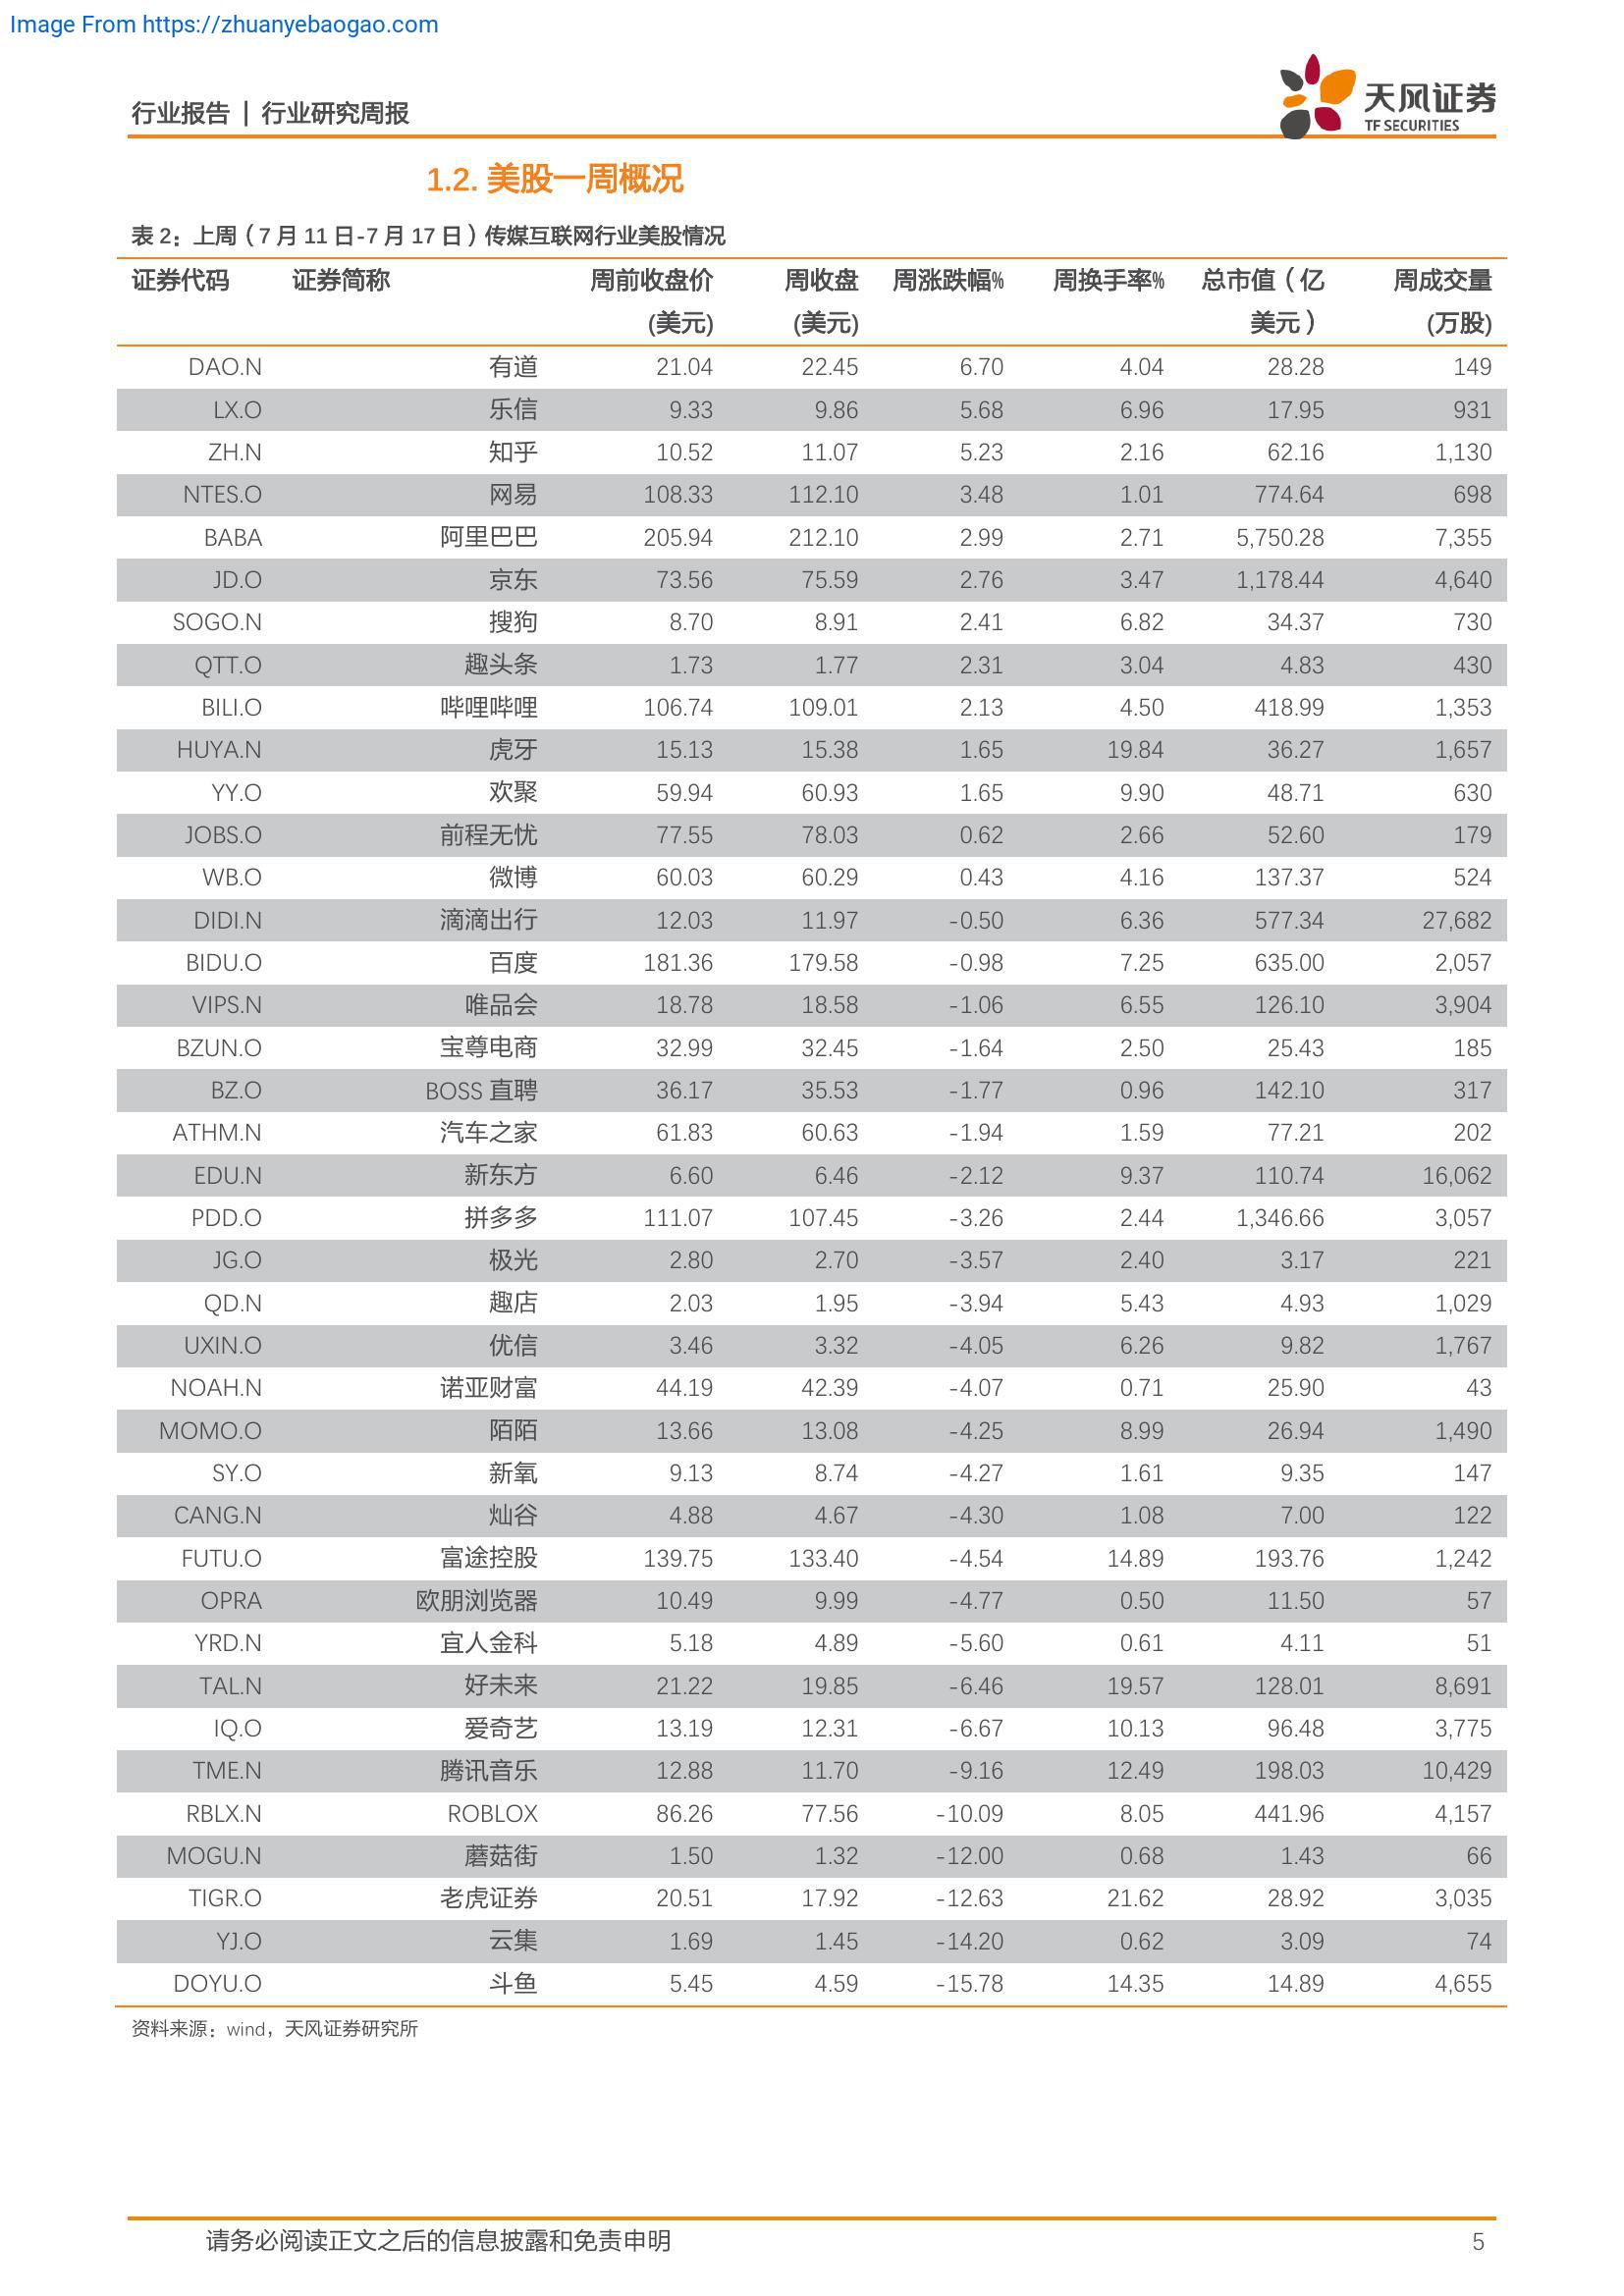 Image From https://zhuanyebaogao.com
行业报告 | 行业研究周报
天风证券
TF SECURITIES
1.2. 美股一周概况
表 2：上周（7 月 11 日-7 月 17 日）传媒互联网行业美股情况
证券代码 证券简称 周前收盘价 周收盘 周涨跌幅% 周换手率% 总市值（亿 周成交量
(美元) (美元) 美元） (万股)
DAO.N 有道 21.04 22.45 6.70 4.04 28.28 149
LX.O 乐信 9.33 9.86 5.68 6.96 17.95 931
ZH.N 知乎 10.52 11.07 5.23 2.16 62.16 1,130
NTES.O 网易 108.33 112.10 3.48 1.01 774.64 698
BABA 阿里巴巴 205.94 212.10 2.99 2.71 5,750.28 7,355
JD.O 京东 73.56 75.59 2.76 3.47 1,178.44 4,640
SOGO.N 搜狗 8.70 8.91 2.41 6.82 34.37 730
QTT.O 趣头条 1.73 1.77 2.31 3.04 4.83 430
BILI.O 哔哩哔哩 106.74 109.01 2.13 4.50 418.99 1,353
HUYA.N 虎牙 15.13 15.38 1.65 19.84 36.27 1,657
YY.O 欢聚 59.94 60.93 1.65 9.90 48.71 630
JOBS.O 前程无忧 77.55 78.03 0.62 2.66 52.60 179
WB.O 微博 60.03 60.29 0.43 4.16 137.37 524
DIDI.N 滴滴出行 12.03 11.97 -0.50 6.36 577.34 27,682
BIDU.O 百度 181.36 179.58 -0.98 7.25 635.00 2,057
VIPS.N 唯品会 18.78 18.58 -1.06 6.55 126.10 3,904
BZUN.O 宝尊电商 32.99 32.45 -1.64 2.50 25.43 185
BZ.O BOSS 直聘 36.17 35.53 -1.77 0.96 142.10 317
ATHM.N 汽车之家 61.83 60.63 -1.94 1.59 77.21 202
EDU.N 新东方 6.60 6.46 -2.12 9.37 110.74 16,062
PDD.O 拼多多 111.07 107.45 -3.26 2.44 1,346.66 3,057
JG.O 极光 2.80 2.70 -3.57 2.40 3.17 221
QD.N 趣店 2.03 1.95 -3.94 5.43 4.93 1,029
UXIN.O 优信 3.46 3.32 -4.05 6.26 9.82 1,767
NOAH.N 诺亚财富 44.19 42.39 -4.07 0.71 25.90 43
MOMO.O 陌陌 13.66 13.08 -4.25 8.99 26.94 1,490
SY.O 新氧 9.13 8.74 -4.27 1.61 9.35 147
CANG.N 灿谷 4.88 4.67 -4.30 1.08 7.00 122
FUTU.O 富途控股 139.75 133.40 -4.54 14.89 193.76 1,242
OPRA 欧朋浏览器 10.49 9.99 -4.77 0.50 11.50 57
YRD.N 宜人金科 5.18 4.89 -5.60 0.61 4.11 51
TAL.N 好未来 21.22 19.85 -6.46 19.57 128.01 8,691
IQ.O 爱奇艺 13.19 12.31 -6.67 10.13 96.48 3,775
TME.N 腾讯音乐 12.88 11.70 -9.16 12.49 198.03 10,429
RBLX.N ROBLOX 86.26 77.56 -10.09 8.05 441.96 4,157
MOGU.N 蘑菇街 1.50 1.32 -12.00 0.68 1.43 66
TIGR.O 老虎证券 20.51 17.92 -12.63 21.62 28.92 3,035
YJ.O 云集 1.69 1.45 -14.20 0.62 3.09 74
DOYU.O 斗鱼 5.45 4.59 -15.78 14.35 14.89 4,655
资料来源：wind，天风证券研究所
请务必阅读正文之后的信息披露和免责申明 5